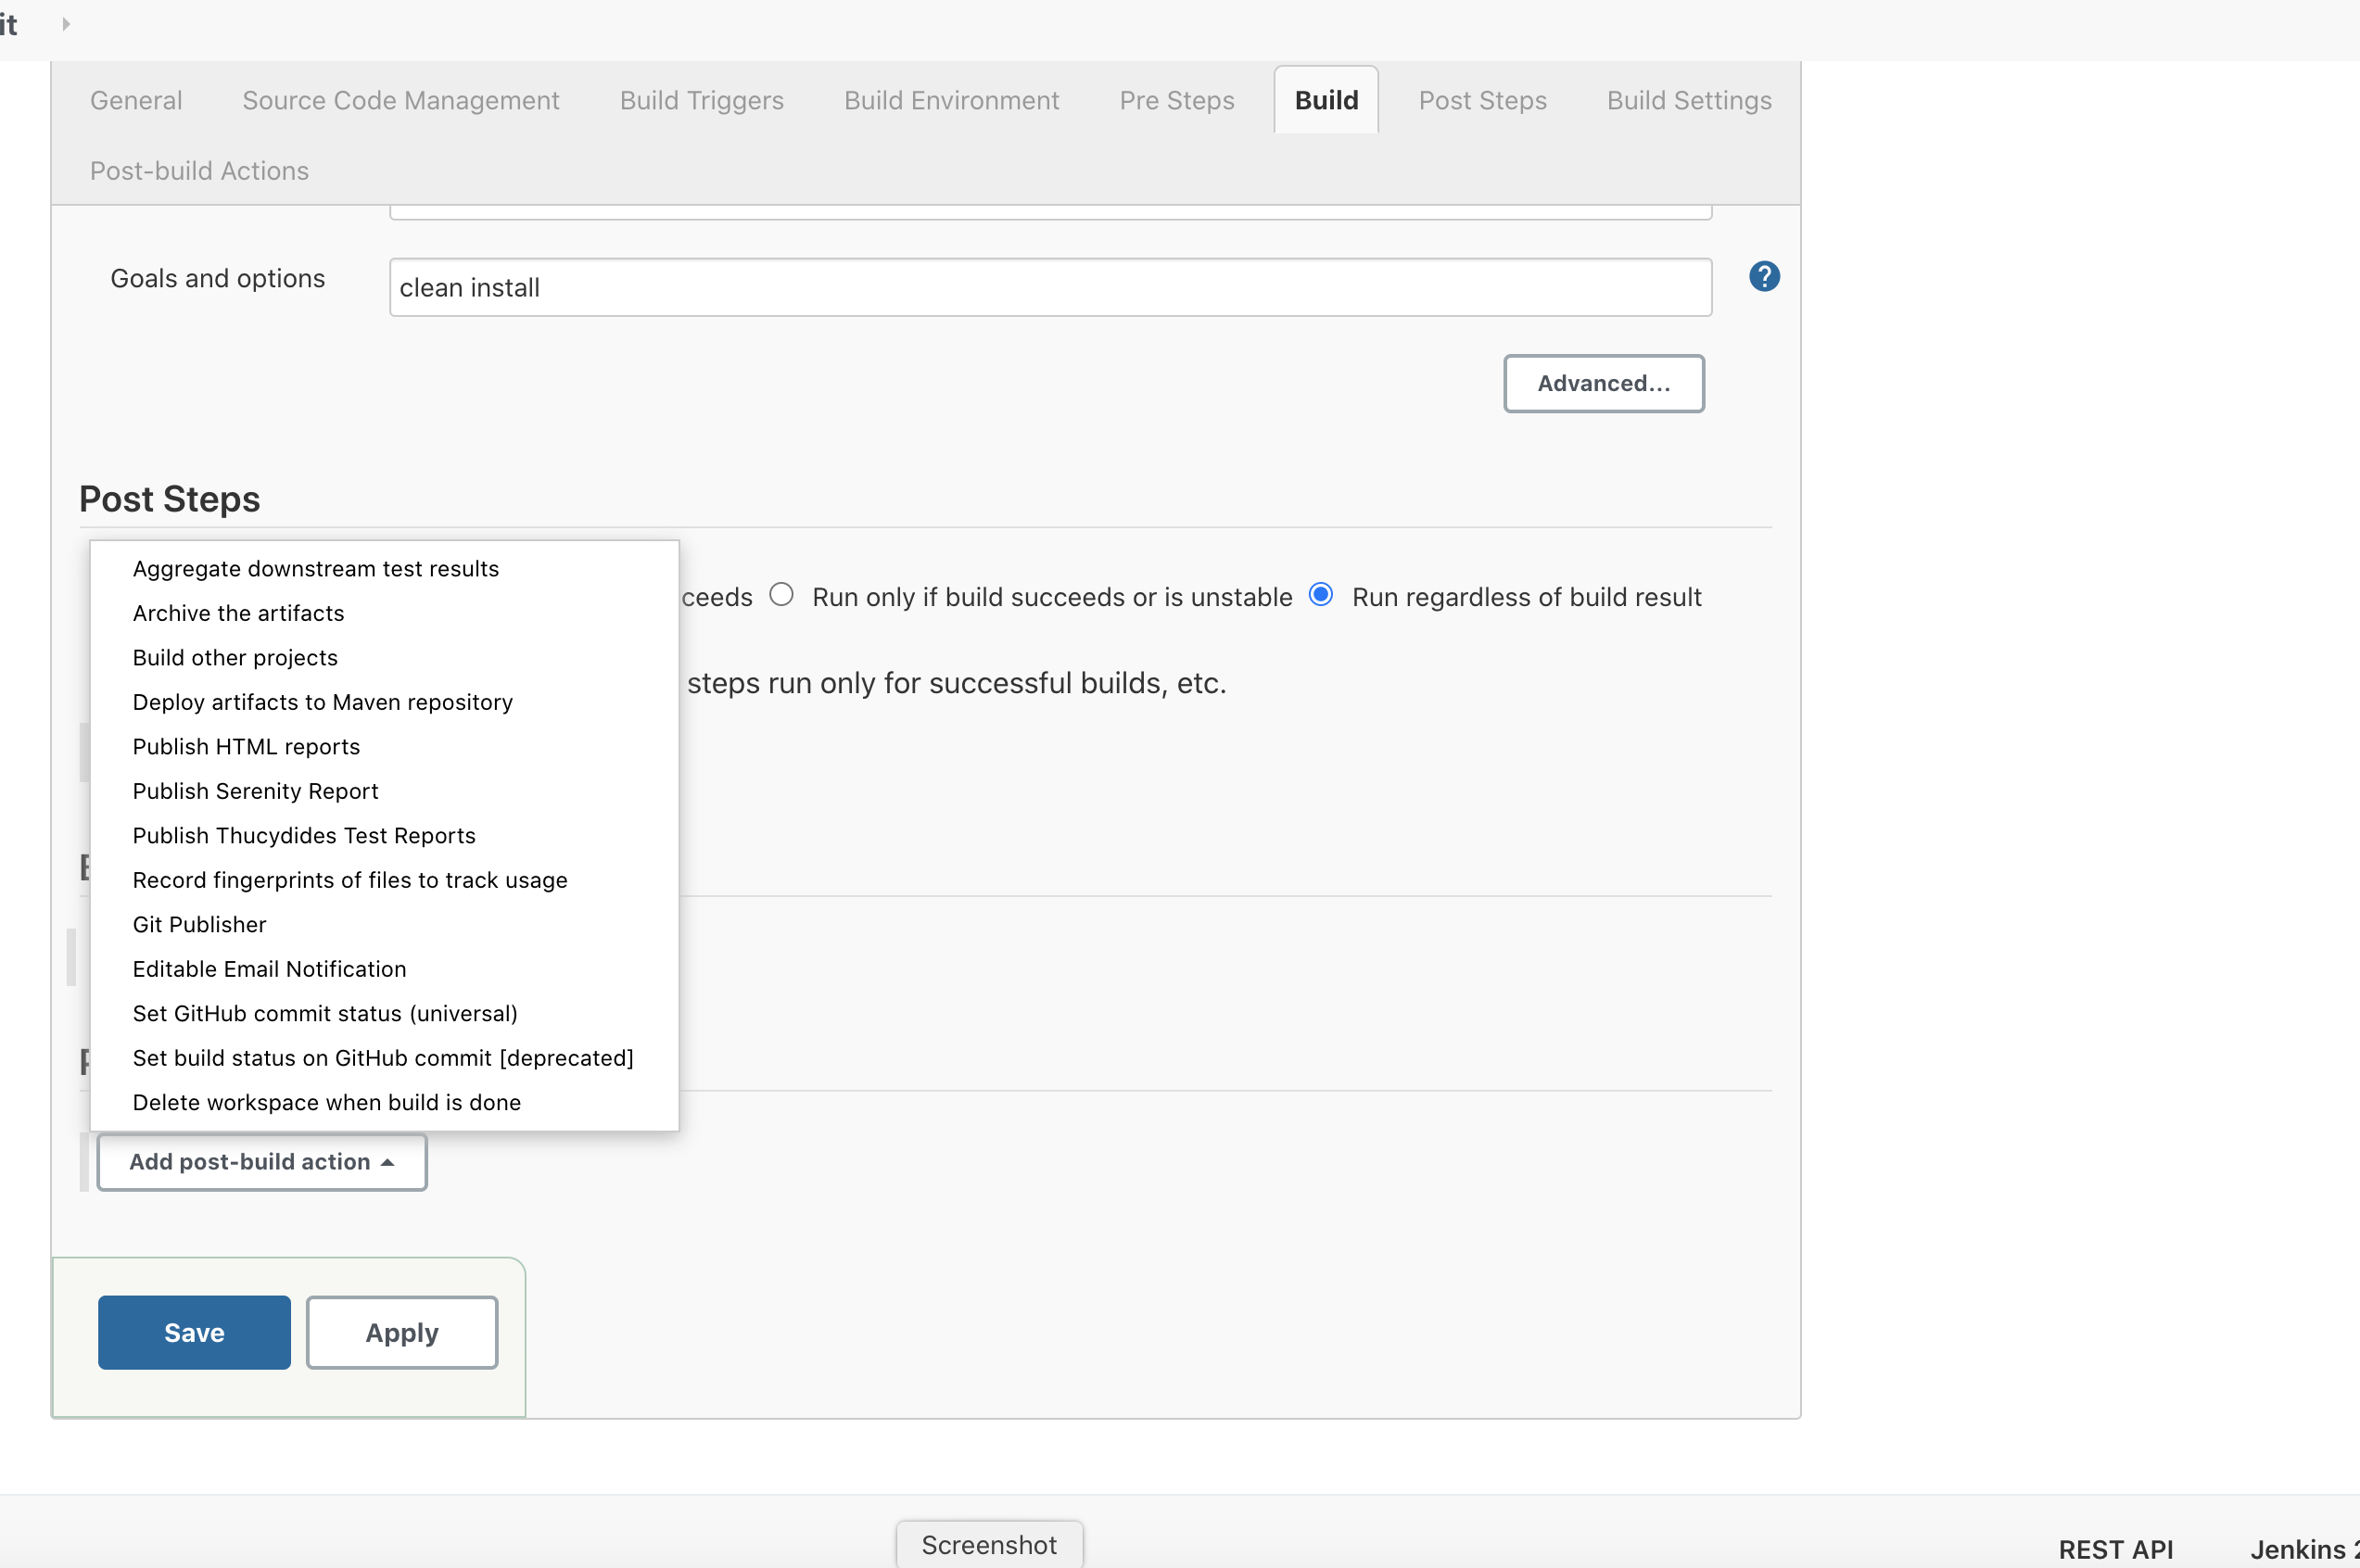 it
General Source Code Management Build Triggers Build Environment Pre Steps Build Post Steps Build Settings
Post-build Actions
Goals and options clean install ?
Advanced...
Post Steps
Aggregate downstream test results
ceeds Run only if build succeeds or is unstable Run regardless of build result
Archive the artifacts
Build other projects
steps run only for successful builds, etc.
Deploy artifacts to Maven repository
Publish HTML reports
Publish Serenity Report
Publish Thucydides Test Reports
Record fingerprints of files to track usage
Git Publisher
Editable Email Notification
Set GitHub commit status (universal)
Set build status on GitHub commit [deprecated]
Delete workspace when build is done
Add post-build action
Save Apply
Screenshot
REST API Jenkins